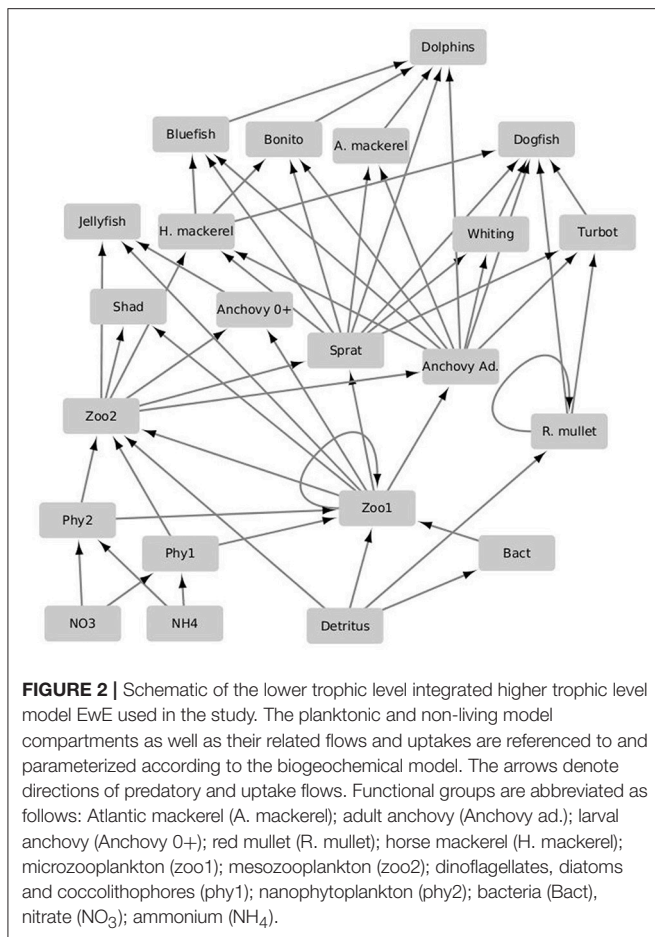 Dolphins
Bluefish
Bonito
A. mackerel
Dogfish
Jellyfish
H. mackerel
Whiting
Turbot
Shad
Anchovy 0+
Sprat
Anchovy Ad.
Zoo2
R. mullet
Zoo1
Phy2
Phy1
Bact
NO3
NH4
Detritus
FIGURE 2 | Schematic of the lower trophic level integrated higher trophic level
model EwE used in the study. The planktonic and non-living model
compartments as well as their related flows and uptakes are referenced to and
parameterized according to the biogeochemical model. The arrows denote
directions of predatory and uptake flows. Functional groups are abbreviated as
follows: Atlantic mackerel (A. mackerel); adult anchovy (Anchovy ad.); larval
anchovy (Anchovy 0+); red mullet (R. mullet); horse mackerel (H. mackerel);
microzooplankton (zoo1); mesozooplankton (zoo2); dinoflagellates, diatoms
and coccolithophores (phy1); nanophytoplankton (phy2); bacteria (Bact),
nitrate (NO₃); ammonium (NH₄).